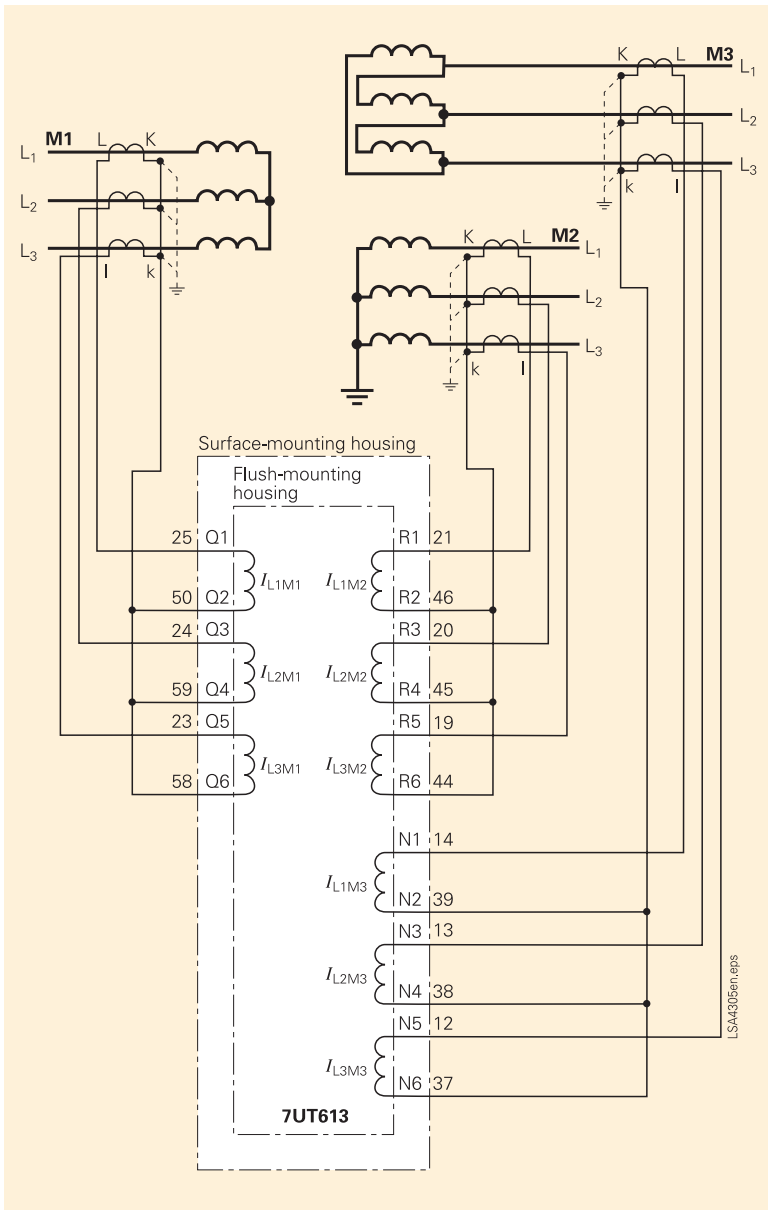 K L M3
L1
L2
L3
k l
M1 L K
L1
L2
L3
l k
K L M2
L1
L2
L3
k l
Surface-mounting housing
Flush-mounting
housing
25 Q1 R1 21
IL1M1 IL1M2
50 Q2 R2 46
24 Q3 R3 20
IL2M1 IL2M2
59 Q4 R4 45
23 Q5 R5 19
IL3M1 IL3M2
58 Q6 R6 44
N1 14
IL1M3
N2 39
N3 13
IL2M3
N4 38
N5 12
IL3M3
N6 37
7UT613
LSA4305en.eps